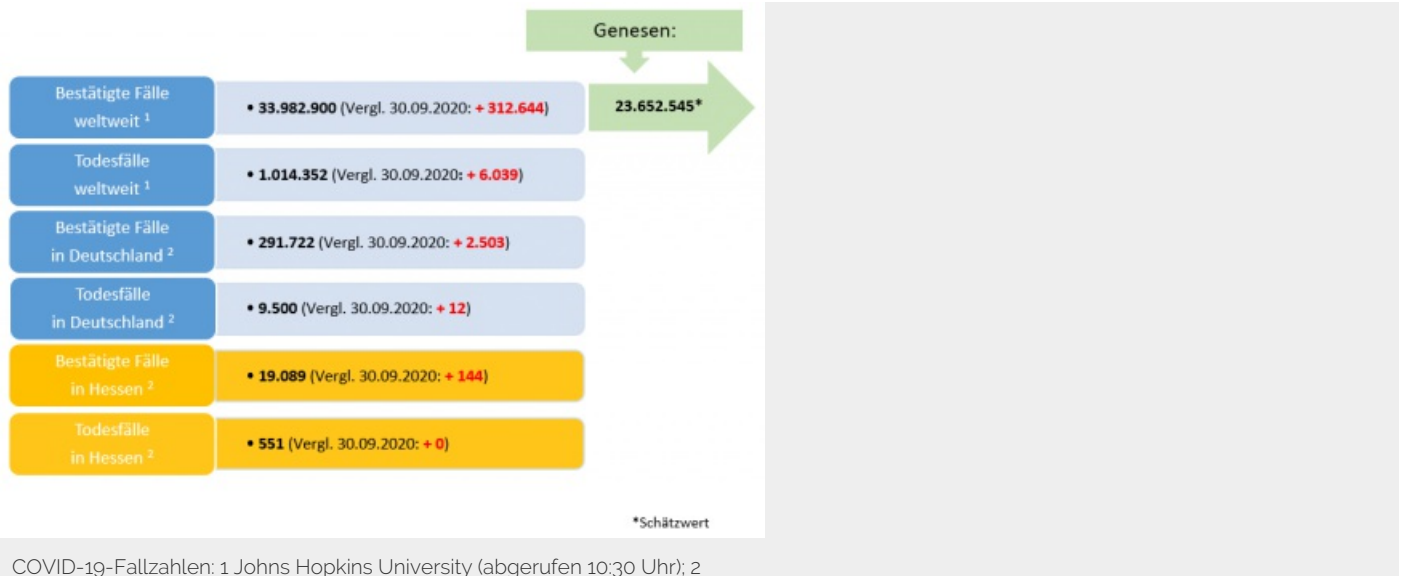 Genesen:
Bestätigte Fälle
weltweit ¹
• 33.982.900 (Vergl. 30.09.2020: + 312.644)
23.652.545*
Todesfälle
weltweit ¹
• 1.014.352 (Vergl. 30.09.2020: + 6.039)
Bestätigte Fälle
in Deutschland ²
• 291.722 (Vergl. 30.09.2020: + 2.503)
Todesfälle
in Deutschland ²
• 9.500 (Vergl. 30.09.2020: + 12)
Bestätigte Fälle
in Hessen ²
• 19.089 (Vergl. 30.09.2020: + 144)
Todesfälle
in Hessen ²
• 551 (Vergl. 30.09.2020: + 0)
*Schätzwert
COVID-19-Fallzahlen: 1 Johns Hopkins University (abgerufen 10:30 Uhr); 2